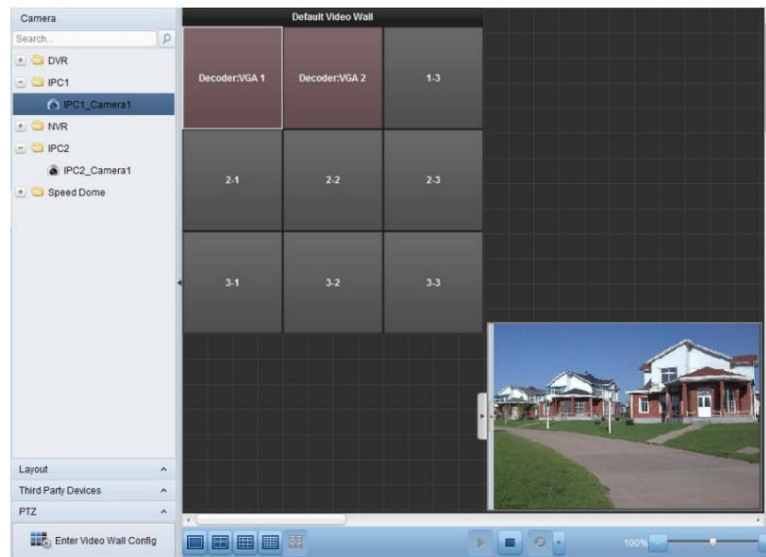 Camera
Search...
DVR
IPC1
IPC1_Camera1
NVR
IPC2
IPC2_Camera1
Speed Dome
Layout
Third Party Devices
PTZ
Enter Video Wall Config
Default Video Wall
Decoder:VGA 1 Decoder:VGA 2 1-3
2-1 2-2 2-3
3-1 3-2 3-3
100%